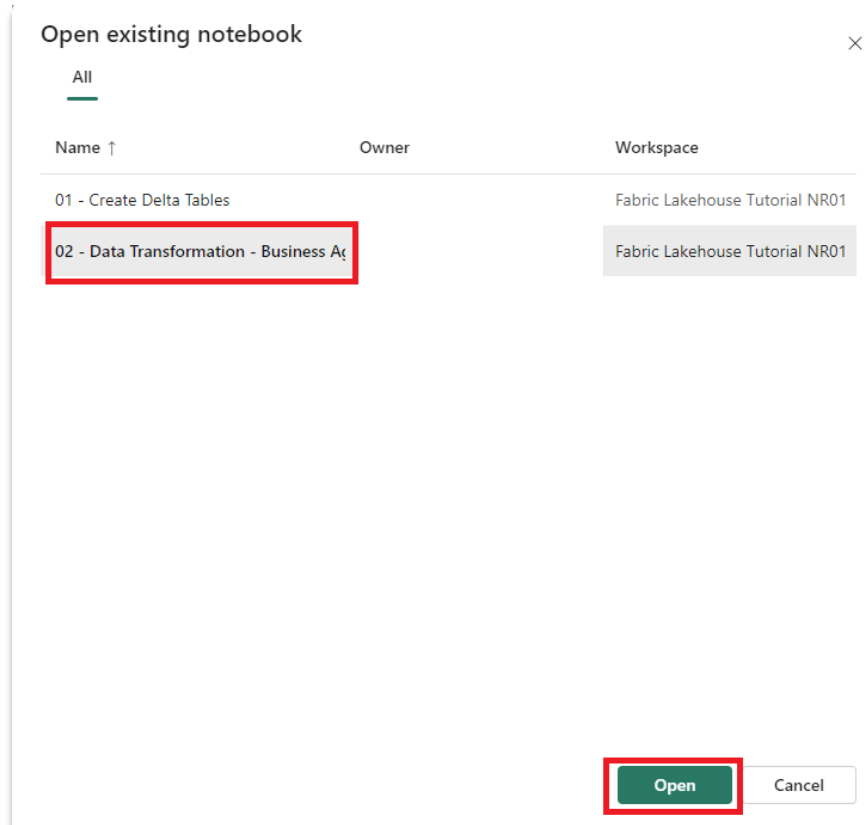 Open existing notebook
All
Name ↑ Owner Workspace
01 - Create Delta Tables Fabric Lakehouse Tutorial NR01
02 - Data Transformation - Business Ag Fabric Lakehouse Tutorial NR01
Open Cancel